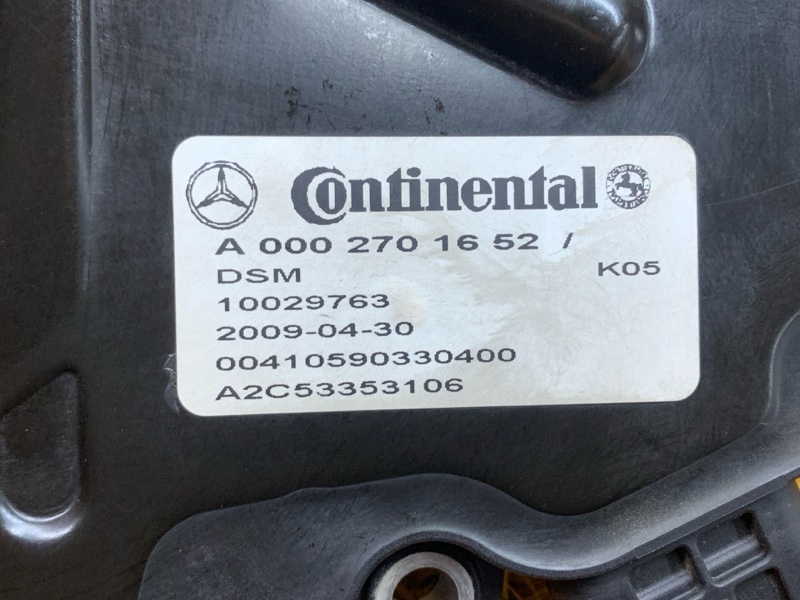 Continental
A 000 270 16 52 /
DSM K05
10029763
2009-04-30
00410590330400
A2C53353106